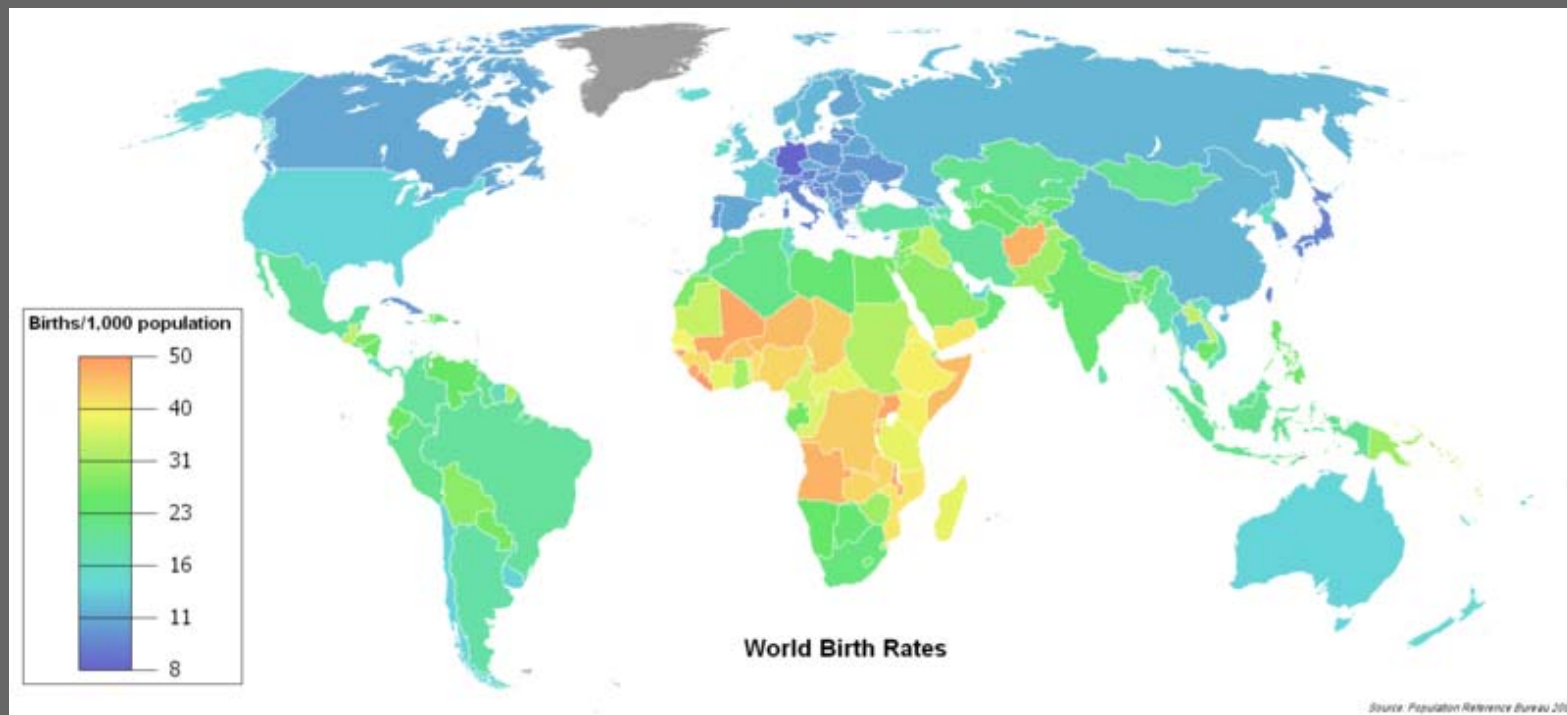 Births/1,000 population
50
40
31
23
16
11
8
World Birth Rates
Source: Population Reference Bureau